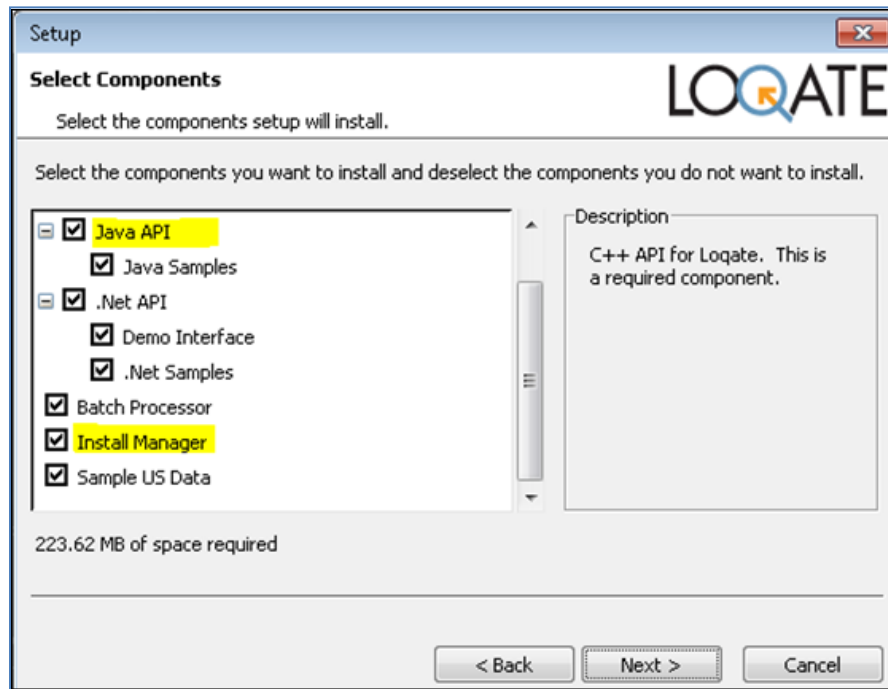 Setup
Select Components
LOQATE
Select the components setup will install.
Select the components you want to install and deselect the components you do not want to install.
Java API
Java Samples
.Net API
Demo Interface
.Net Samples
Batch Processor
Install Manager
Sample US Data
Description
C++ API for Loqate. This is
a required component.
223.62 MB of space required
< Back
Next >
Cancel